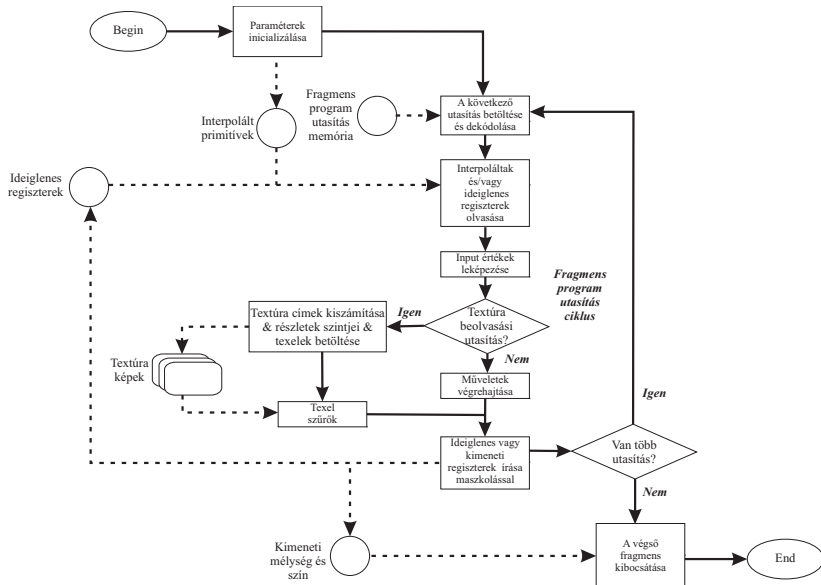 Begin
Paraméterek
inicializálása
Interpolált
primitívek
Fragmens
program
utasítás
memória
A következő
utasítás betöltése
és dekódolása
Ideiglenes
regiszterek
Interpoláltak
és/vagy
ideiglenes
regiszterek
olvasása
Input értékek
leképezése
Fragmens
program
utasítás
ciklus
Textúra címek kiszámítása
& részletek szintjei &
texelek betöltése
Igen
Textúra
beolvasási
utasítás?
Nem
Textúra
képek
Műveletek
végrehajtása
Igen
Texel
szűrők
Ideiglenes vagy
kimeneti
regiszterek írása
maszkolással
Van több
utasítás?
Nem
Kimeneti
mélység és
szín
A végső
fragmens
kibocsátása
End